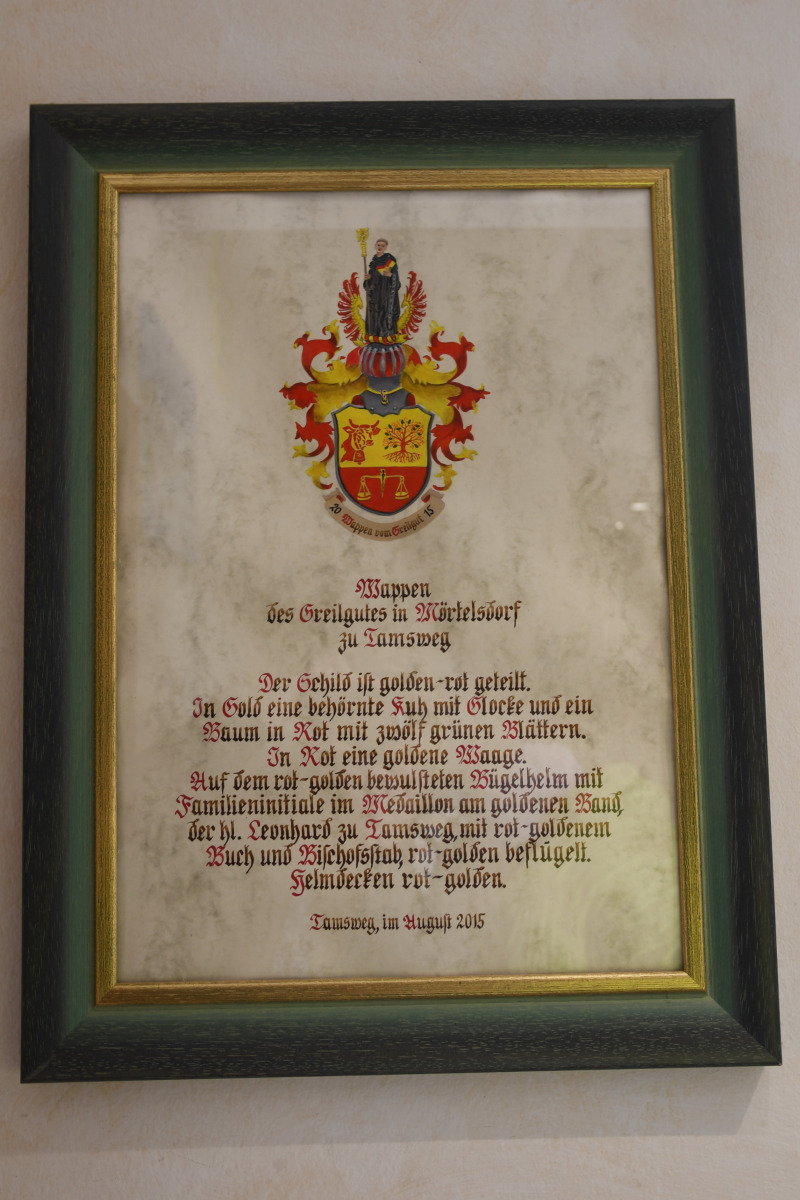 20 Wappen vom Greilgut 15
Wappen
des Greilgutes in Mörtelsdorf
zu Tamsweg
Der Schild ist golden-rot geteilt.
In Gold eine behörnte Kuh mit Glocke und ein
Baum in Rot mit zwölf grünen Blättern.
In Rot eine goldene Waage.
Auf dem rot-golden bewulsteten Bügelhelm mit
Familieninitiale im Medaillon am goldenen Band,
der hl. Leonhard zu Tamsweg, mit rot-goldenem
Buch und Bischofsstab, rot-golden beflügelt.
Helmdecken rot-golden.
Tamsweg, im August 2015